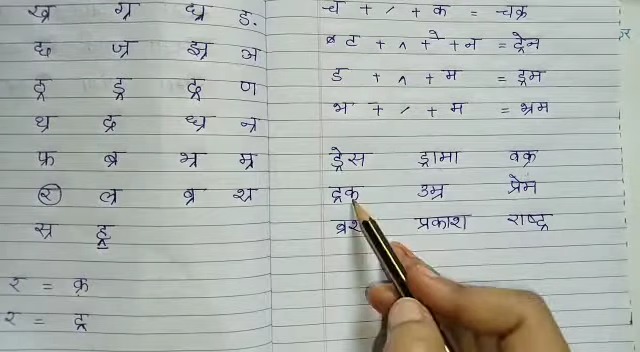 ख्र ग्र घ्र ङ.
छ्र ज्र झ्र ञ
ठ्र ड्र ढ्र ण
थ्र द्र ध्र न्र
फ्र ब्र भ्र म्र
र ल्र व्र श्र
स्र ह्र
र = क्र
र = ट्र
च + ्र + क = चक्र
ट + ्र + े + न = ट्रेन
ड + ्र + म = ड्रम
भ + ्र + म = भ्रम
ड्रेस ड्रामा वक्र
ट्रक उम्र प्रेम
प्रकाश राष्ट्र